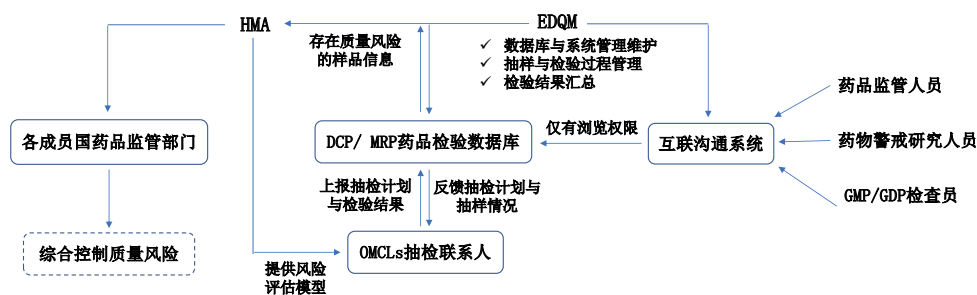 HMA
EDQM
✓ 数据库与系统管理维护
✓ 抽样与检验过程管理
✓ 检验结果汇总
存在质量风险
的样品信息
药品监管人员
药物警戒研究人员
GMP/GDP检查员
各成员国药品监管部门
DCP/ MRP药品检验数据库
仅有浏览权限
互联沟通系统
上报抽检计划
与检验结果
反馈抽检计划与
抽样情况
综合控制质量风险
OMCLs抽检联系人
提供风险
评估模型